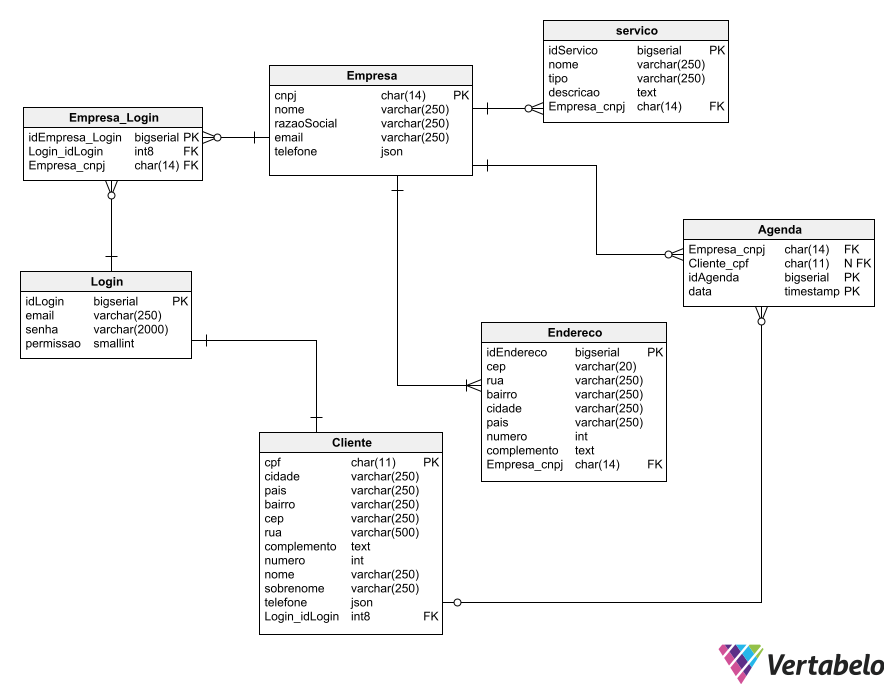 servico
idServico bigserial PK
nome varchar(250)
tipo varchar(250)
descricao text
Empresa_cnpj char(14) FK
Empresa
cnpj char(14) PK
nome varchar(250)
razaoSocial varchar(250)
email varchar(250)
telefone json
Empresa_Login
idEmpresa_Login bigserial PK
Login_idLogin int8 FK
Empresa_cnpj char(14) FK
Agenda
Empresa_cnpj char(14) FK
Cliente_cpf char(11) N FK
idAgenda bigserial PK
data timestamp PK
Login
idLogin bigserial PK
email varchar(250)
senha varchar(2000)
permissao smallint
Endereco
idEndereco bigserial PK
cep varchar(20)
rua varchar(250)
bairro varchar(250)
cidade varchar(250)
pais varchar(250)
numero int
complemento text
Empresa_cnpj char(14) FK
Cliente
cpf char(11) PK
cidade varchar(250)
pais varchar(250)
bairro varchar(250)
cep varchar(250)
rua varchar(500)
complemento text
numero int
nome varchar(250)
sobrenome varchar(250)
telefone json
Login_idLogin int8 FK
Vertabelo